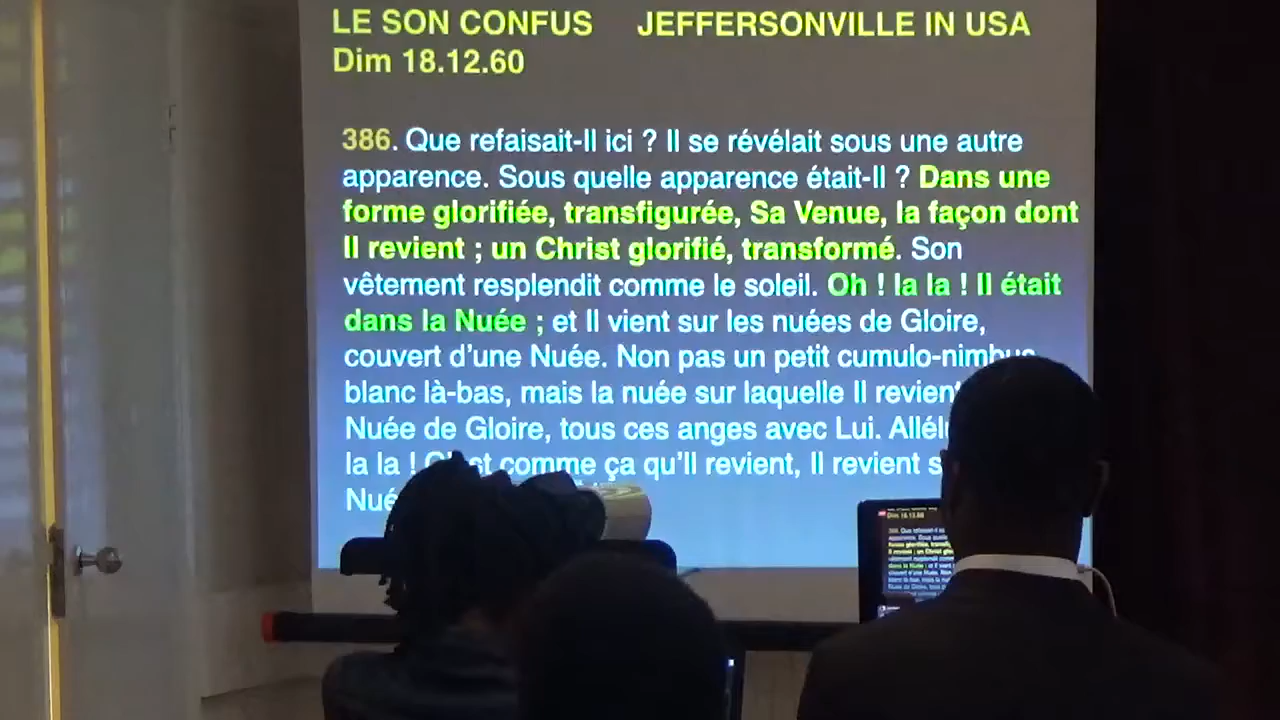 LE SON CONFUS JEFFERSONVILLE IN USA
Dim 18.12.60
386. Que refaisait-Il ici ? Il se révélait sous une autre
apparence. Sous quelle apparence était-Il ? Dans une
forme glorifiée, transfigurée, Sa Venue, la façon dont
Il revient ; un Christ glorifié, transformé. Son
vêtement resplendit comme le soleil. Oh ! la la ! Il était
dans la Nuée ; et Il vient sur les nuées de Gloire,
couvert d'une Nuée. Non pas un petit cumulo-nimbus
blanc là-bas, mais la nuée sur laquelle Il revient
Nuée de Gloire, tous ces anges avec Lui.
la la ! C'est comme ça qu'Il revient, Il revient